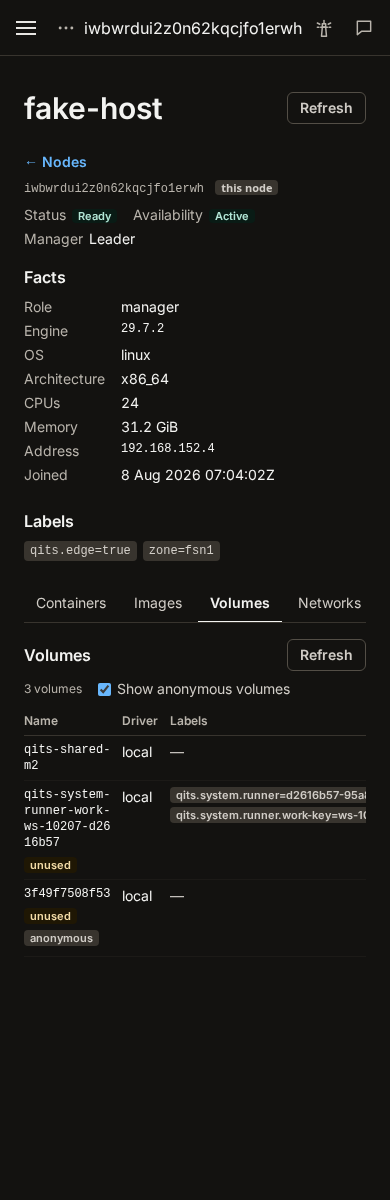 iwbwrdui2z0n62kqcjfo1erwh
fake-host
Refresh
← Nodes
iwbwrdui2z0n62kqcjfo1erwh this node
Status Ready Availability Active
Manager Leader
Facts
Role manager
Engine 29.7.2
OS linux
Architecture x86_64
CPUs 24
Memory 31.2 GiB
Address 192.168.152.4
Joined 8 Aug 2026 07:04:02Z
Labels
qits.edge=true zone=fsn1
Containers Images Volumes Networks
Volumes
Refresh
3 volumes Show anonymous volumes
Name Driver Labels
qits-shared-
m2
local —
qits-system-
runner-work-
ws-10207-d26
16b57
unused
local
qits.system.runner=d2616b57-95a
qits.system.runner.work-key=ws-10
3f49f7508f53
unused
anonymous
local —